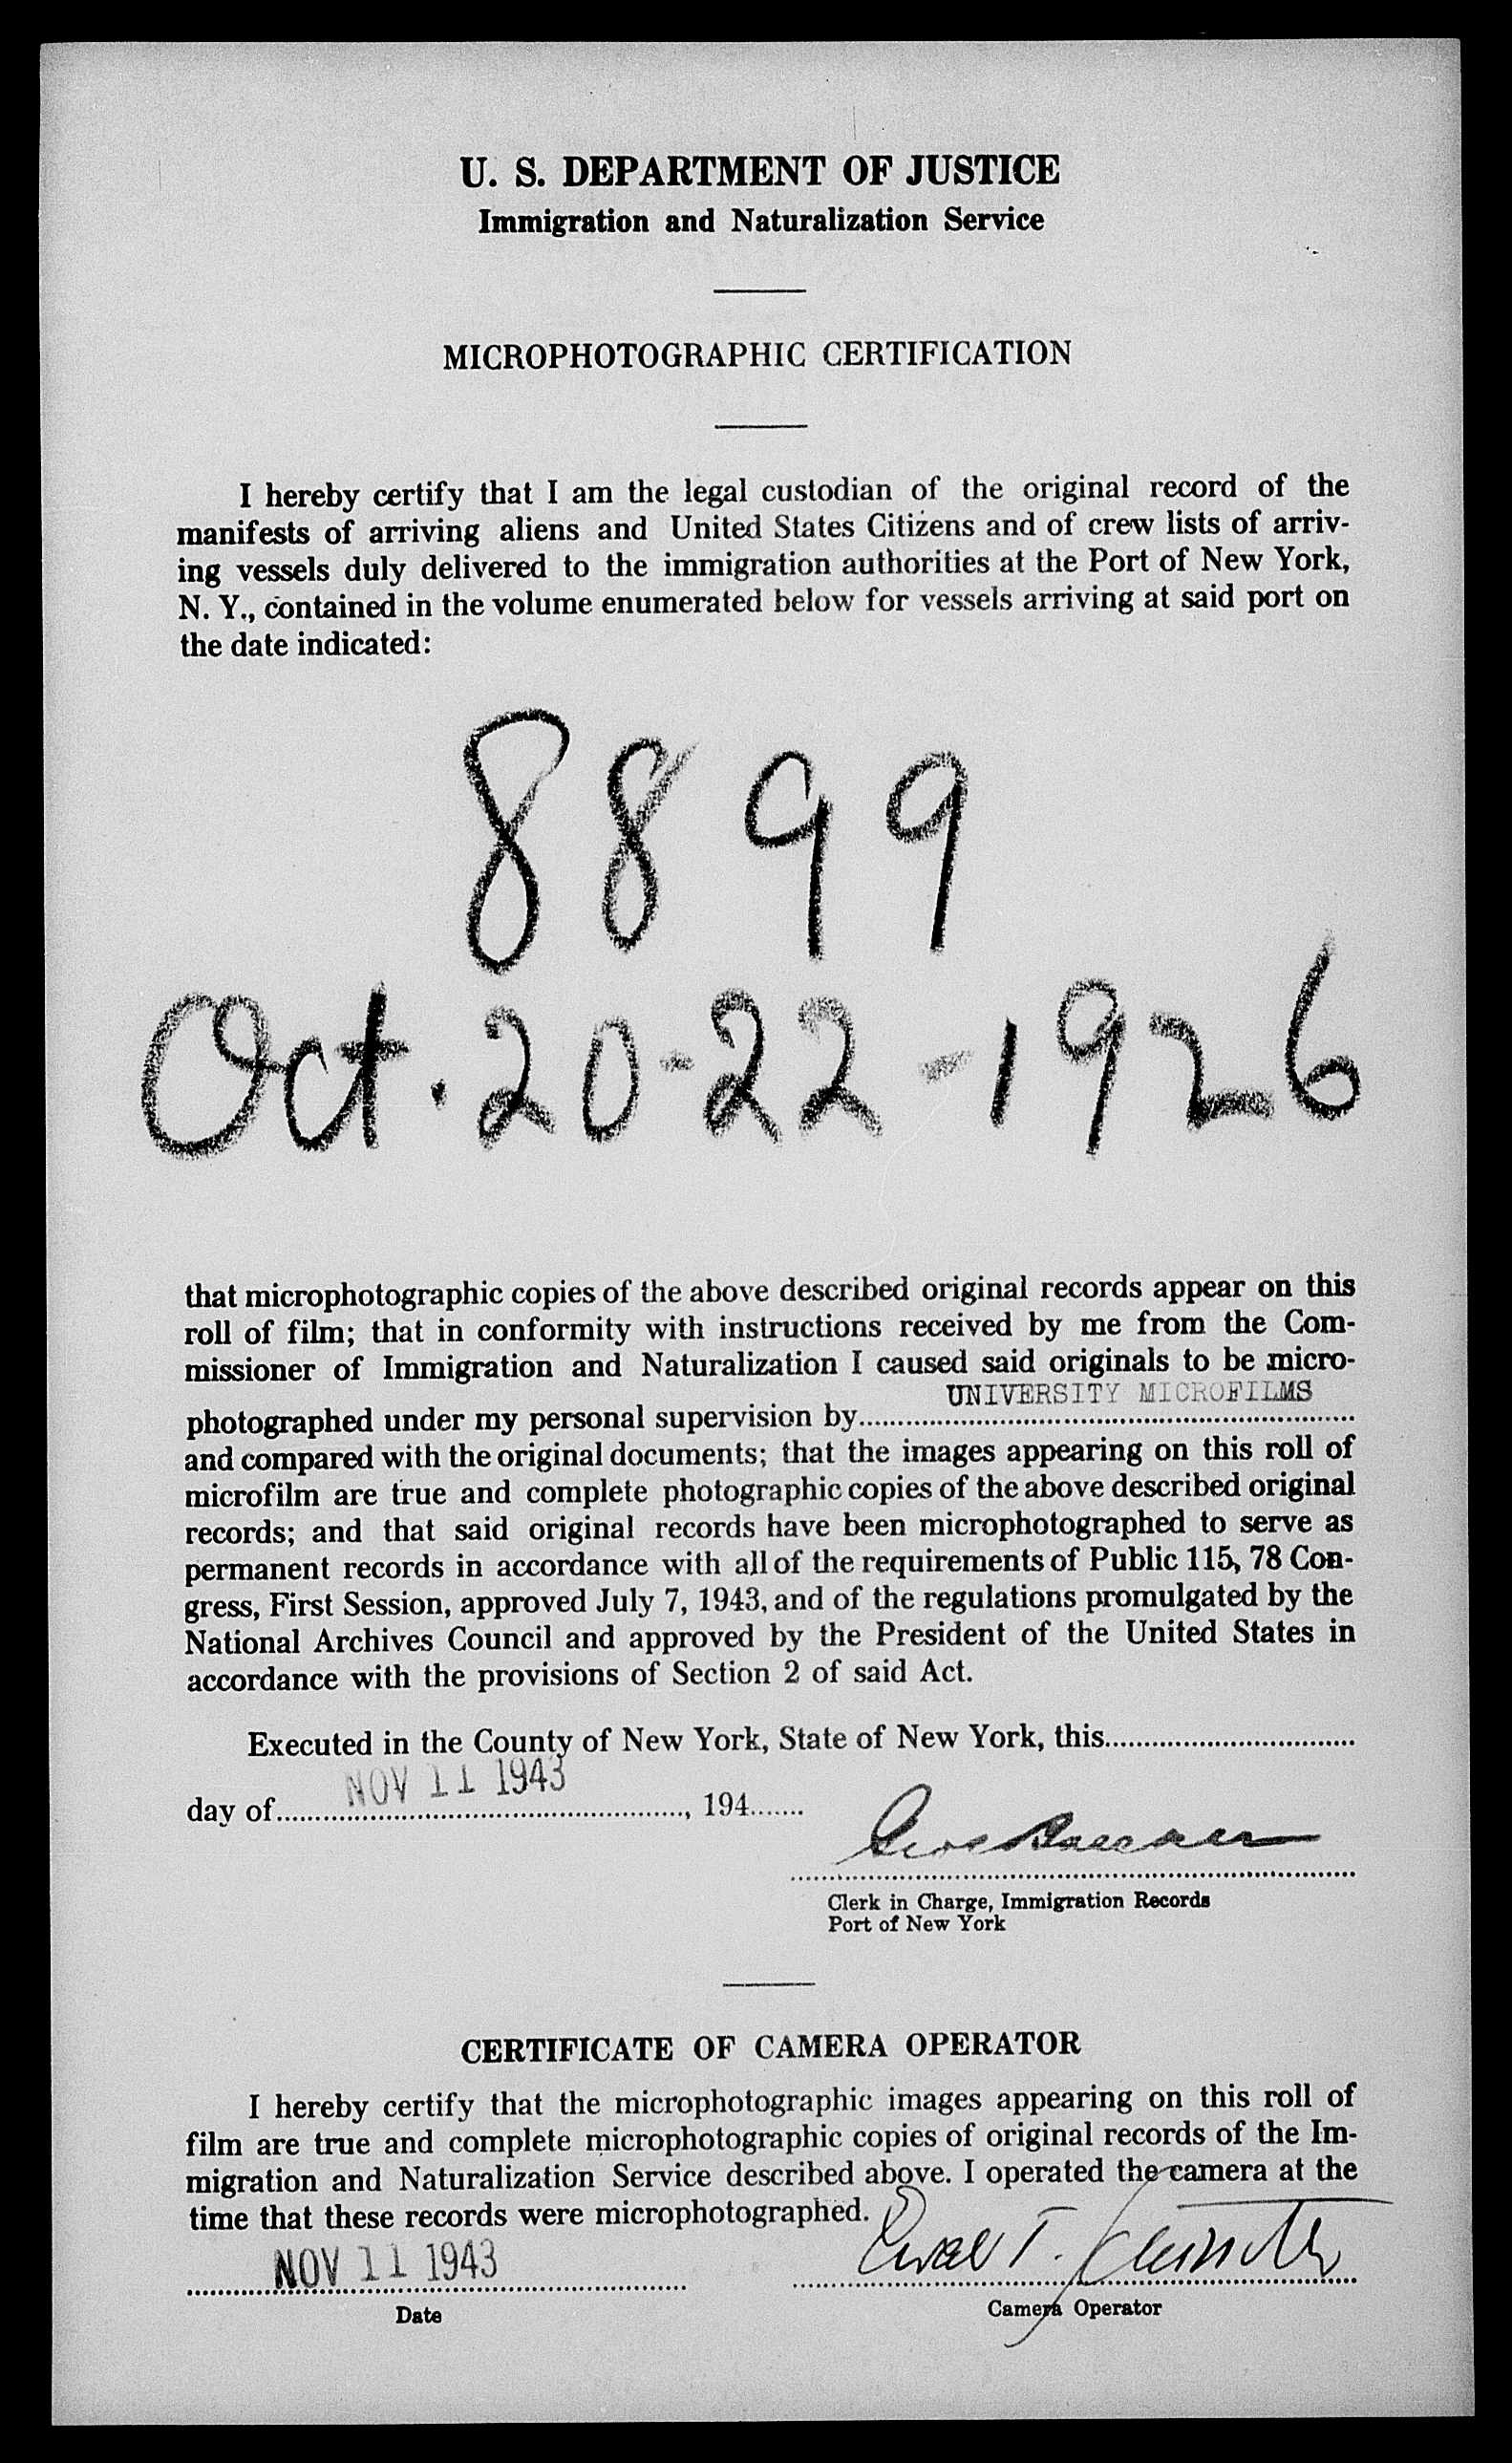 U. S. DEPARTMENT OF JUSTICE
Immigration and Naturalization Service
MICROPHOTOGRAPHIC CERTIFICATION
I hereby certify that I am the legal custodian of the original record of the
manifests of arriving aliens and United States Citizens and of crew lists of arriv-
ing vessels duly delivered to the immigration authorities at the Port of New York,
N. Y., contained in the volume enumerated below for vessels arriving at said port on
the date indicated:
8899
Oct. 20-22-1926
that microphotographic copies of the above described original records appear on this
roll of film; that in conformity with instructions received by me from the Com-
missioner of Immigration and Naturalization I caused said originals to be micro-
UNIVERSITY MICROFILMS
photographed under my personal supervision by
and compared with the original documents; that the images appearing on this roll of
microfilm are true and complete photographic copies of the above described original
records; and that said original records have been microphotographed to serve as
permanent records in accordance with all of the requirements of Public 115, 78 Con-
gress, First Session, approved July 7, 1943, and of the regulations promulgated by the
National Archives Council and approved by the President of the United States in
accordance with the provisions of Section 2 of said Act.
Executed in the County of New York, State of New York, this
NOV 11 1943
day of, 194
Clerk in Charge, Immigration Records
Port of New York
CERTIFICATE OF CAMERA OPERATOR
I hereby certify that the microphotographic images appearing on this roll of
film are true and complete microphotographic copies of original records of the Im-
migration and Naturalization Service described above. I operated the camera at the
time that these records were microphotographed.
NOV 11 1943
Date
Camera Operator